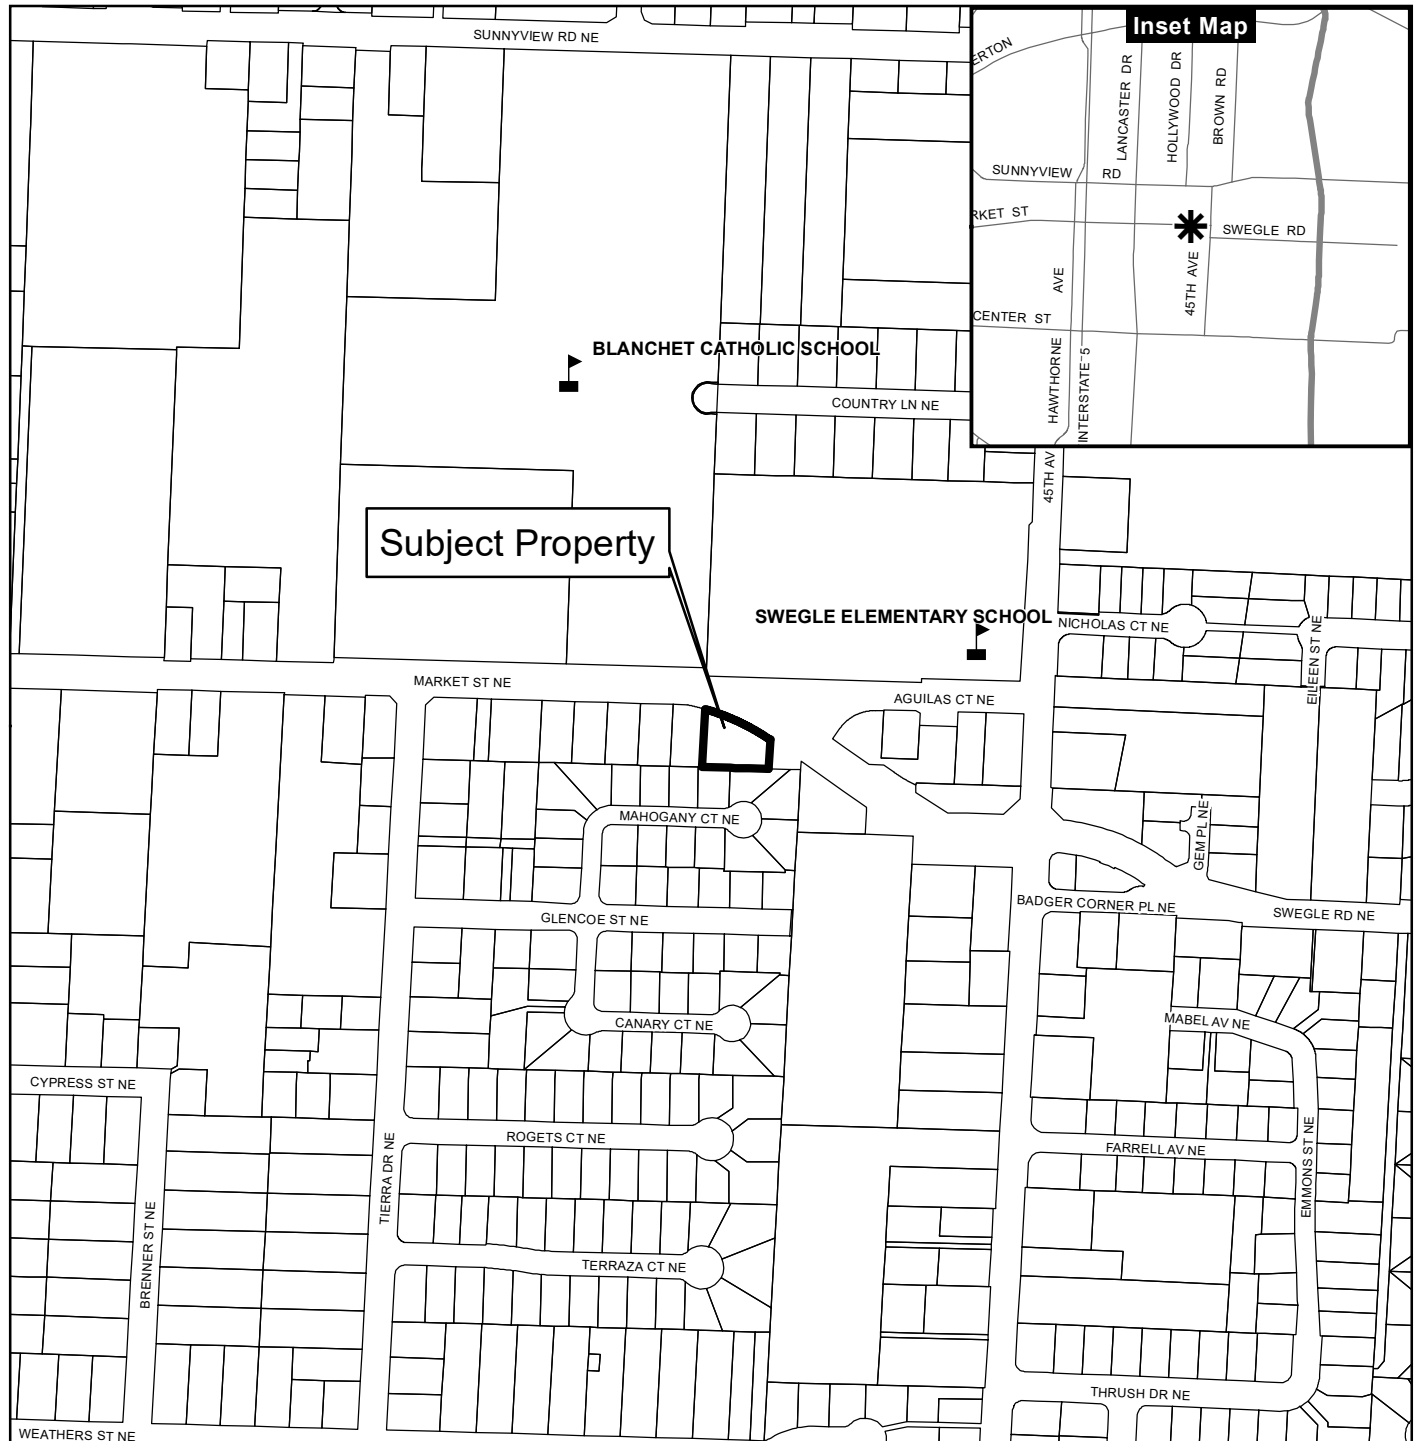 SUNNYVIEW RD NE
Inset Map
ERTON
LANCASTER DR
HOLLYWOOD DR
BROWN RD
SUNNYVIEW RD
RKET ST
SWEGLE RD
45TH AVE
HAWTHORNE AVE
CENTER ST
INTERSTATE 5
BLANCHET CATHOLIC SCHOOL
COUNTRY LN NE
45TH AV
Subject Property
SWEGLE ELEMENTARY SCHOOL
NICHOLAS CT NE
EILEEN ST NE
MARKET ST NE
AGUILAS CT NE
MAHOGANY CT NE
GEM PL NE
GLENCOE ST NE
BADGER CORNER PL NE
SWEGLE RD NE
CANARY CT NE
MABEL AV NE
CYPRESS ST NE
ROGETS CT NE
TIERRA DR NE
FARRELL AV NE
EMMONS ST NE
BRENNER ST NE
TERRAZA CT NE
THRUSH DR NE
WEATHERS ST NE